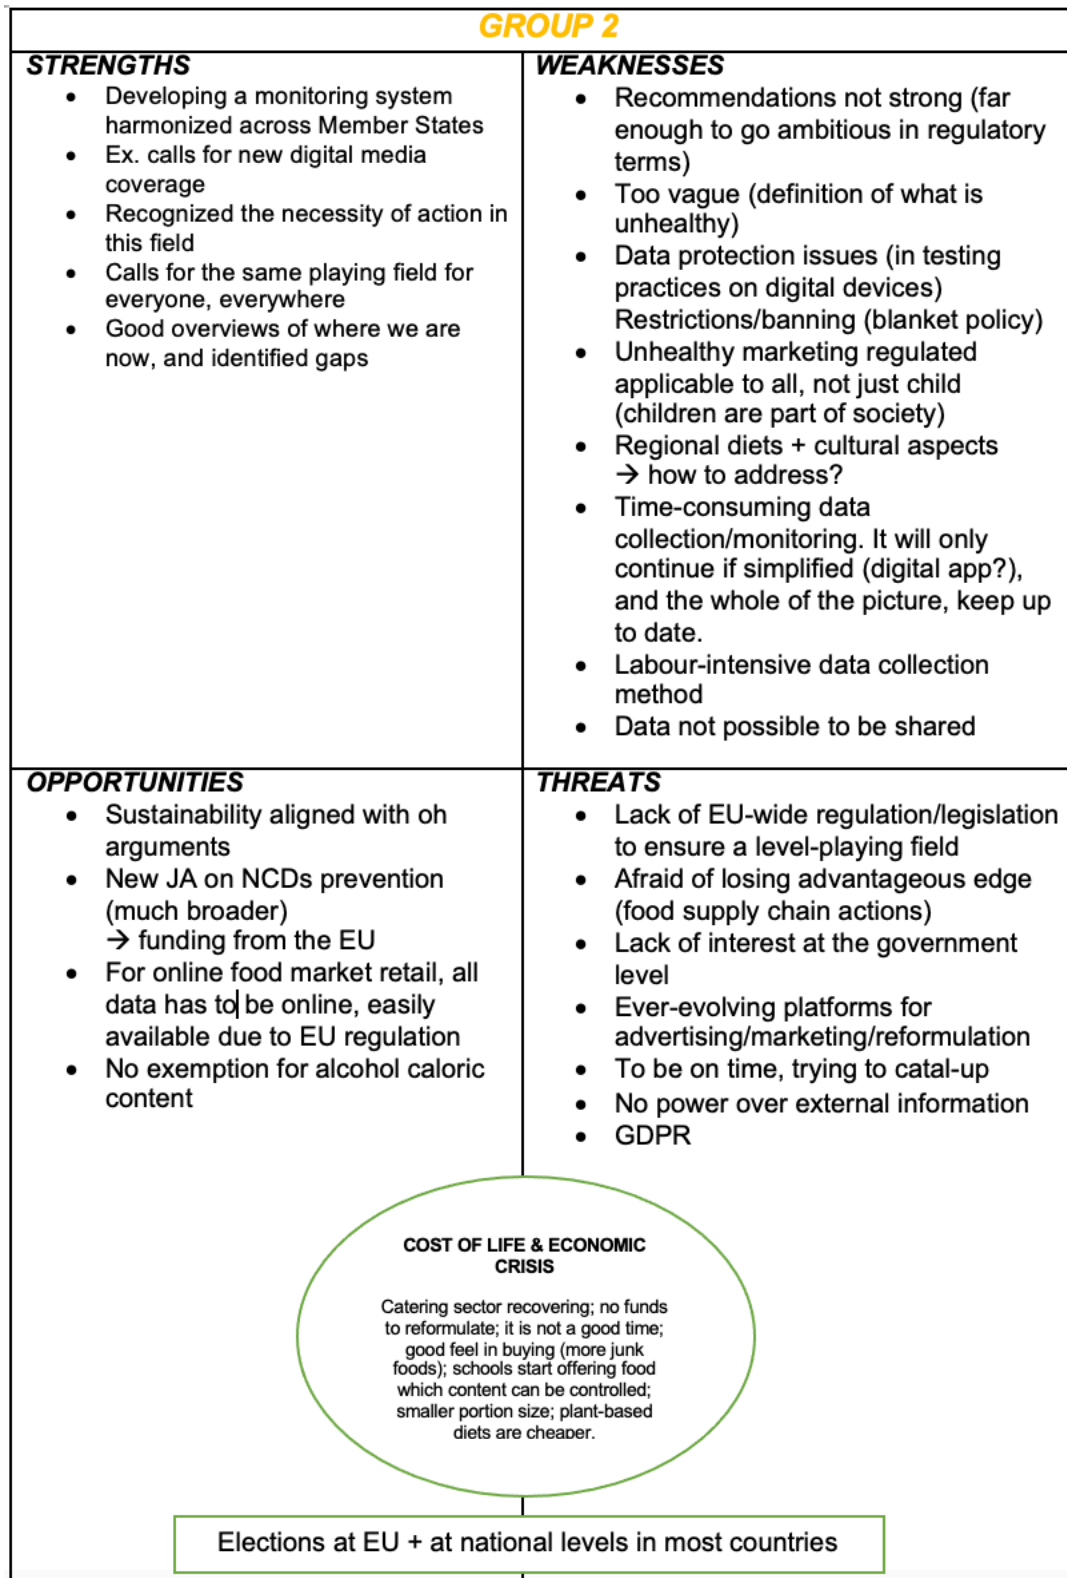 GROUP 2
STRENGTHS
• Developing a monitoring system
harmonized across Member States
• Ex. calls for new digital media
coverage
• Recognized the necessity of action in
this field
• Calls for the same playing field for
everyone, everywhere
• Good overviews of where we are
now, and identified gaps
WEAKNESSES
• Recommendations not strong (far
enough to go ambitious in regulatory
terms)
• Too vague (definition of what is
unhealthy)
• Data protection issues (in testing
practices on digital devices)
Restrictions/banning (blanket policy)
• Unhealthy marketing regulated
applicable to all, not just child
(children are part of society)
• Regional diets + cultural aspects
→ how to address?
• Time-consuming data
collection/monitoring. It will only
continue if simplified (digital app?),
and the whole of the picture, keep up
to date.
• Labour-intensive data collection
method
• Data not possible to be shared
OPPORTUNITIES
• Sustainability aligned with oh
arguments
• New JA on NCDs prevention
(much broader)
→ funding from the EU
• For online food market retail, all
data has to be online, easily
available due to EU regulation
• No exemption for alcohol caloric
content
THREATS
• Lack of EU-wide regulation/legislation
to ensure a level-playing field
• Afraid of losing advantageous edge
(food supply chain actions)
• Lack of interest at the government
level
• Ever-evolving platforms for
advertising/marketing/reformulation
• To be on time, trying to catal-up
• No power over external information
• GDPR
COST OF LIFE & ECONOMIC
CRISIS
Catering sector recovering; no funds
to reformulate; it is not a good time;
good feel in buying (more junk
foods); schools start offering food
which content can be controlled;
smaller portion size; plant-based
diets are cheaper.
Elections at EU + at national levels in most countries